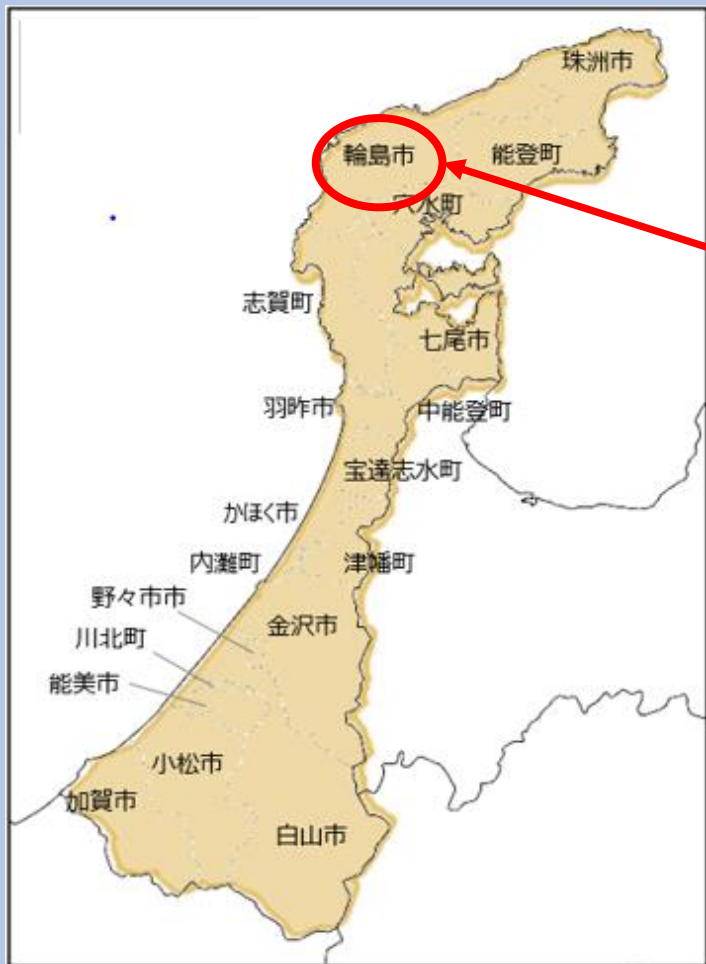 珠洲市
輪島市
能登町
穴水町
志賀町
七尾市
羽咋市
中能登町
宝達志水町
かほく市
内灘町
津幡町
野々市市
金沢市
川北町
能美市
小松市
加賀市
白山市